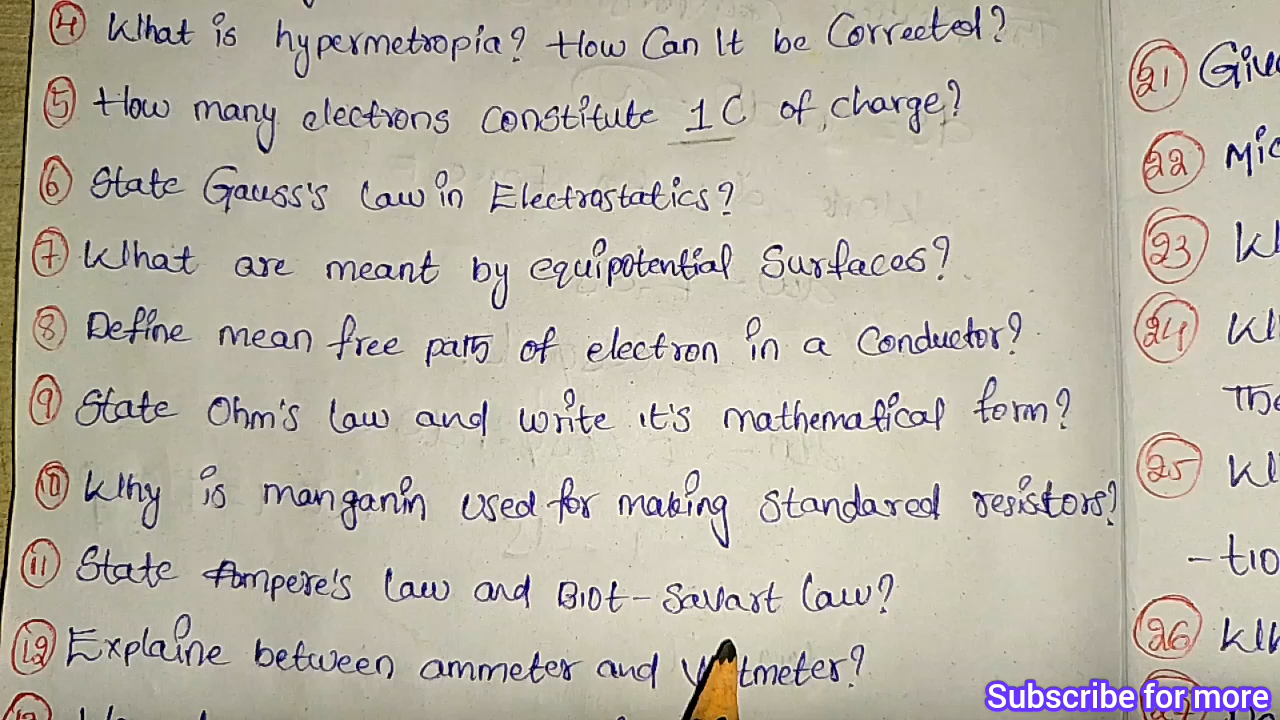 4 What is hypermetropia? How Can It be Corrected?
5 How many electrons constitute 1 C of charge?
6 State Gauss's law in Electrostatics?
7 What are meant by equipotential Surfaces?
8 Define mean free path of electron in a Conductor?
9 State Ohm's law and write it's mathematical form?
10 Why is manganin used for making standared resistors?
11 State Ampere's law and Biot-Savart law?
12 Explaine between ammeter and tmeter?
21
22
23
24
25
-tio
26
Subscribe for more